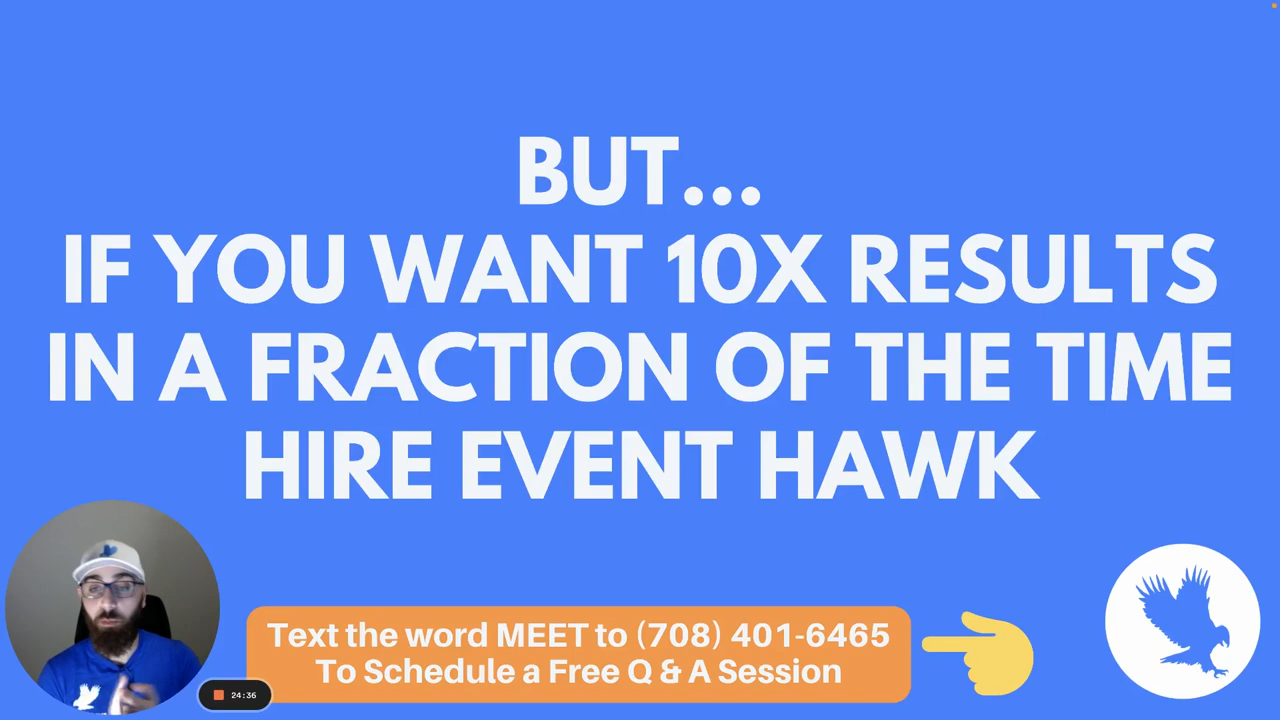 BUT...
IF YOU WANT 10X RESULTS
IN A FRACTION OF THE TIME
HIRE EVENT HAWK
Text the word MEET to (708) 401-6465
To Schedule a Free Q & A Session
24:36